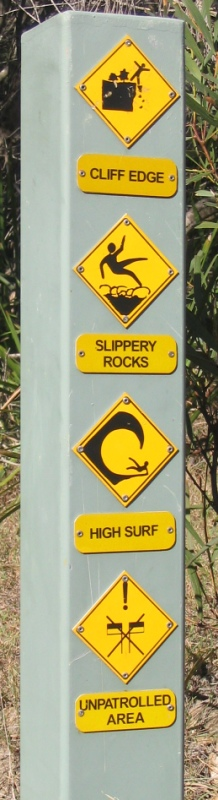 CLIFF EDGE
SLIPPERY
ROCKS
HIGH SURF
!
UNPATROLLED
AREA